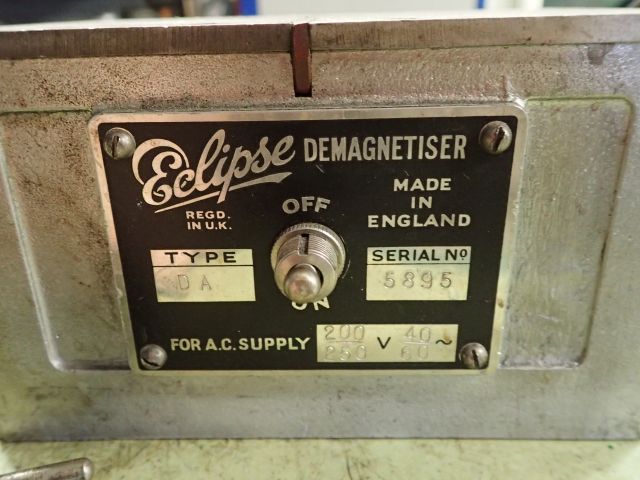 Eclipse DEMAGNETISER
REGD.
IN U.K.
OFF
MADE
IN
ENGLAND
TYPE
DA
SERIAL Nº
5895
ON
FOR A.C. SUPPLY 200/250 V 40/60 ~